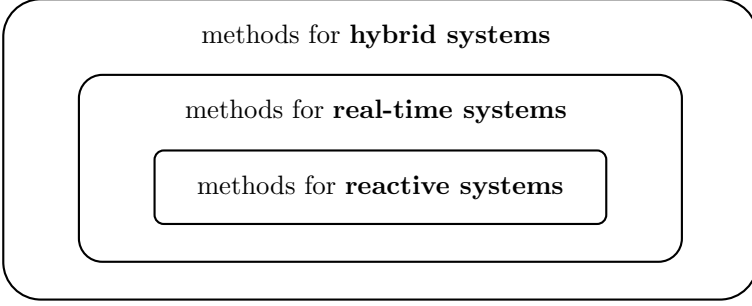 methods for hybrid systems
methods for real-time systems
methods for reactive systems